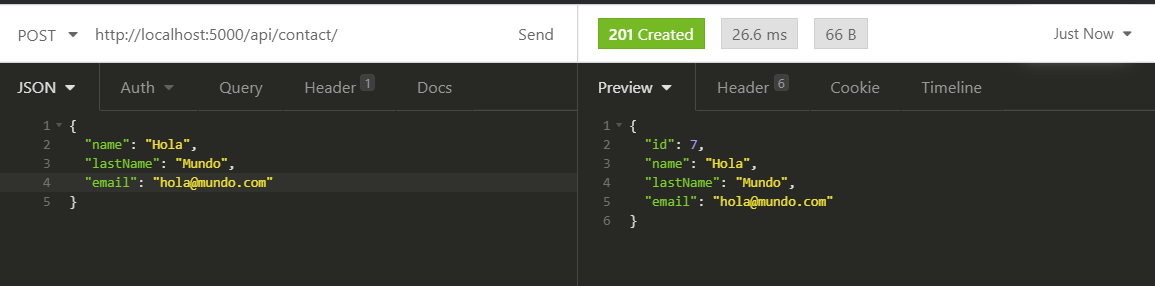 POST http://localhost:5000/api/contact/ Send
201 Created 26.6 ms 66 B Just Now
JSON Auth Query Header 1 Docs
Preview Header 6 Cookie Timeline
1 {
2 "name": "Hola",
3 "lastName": "Mundo",
4 "email": "hola@mundo.com"
5 }
1 {
2 "id": 7,
3 "name": "Hola",
4 "lastName": "Mundo",
5 "email": "hola@mundo.com"
6 }